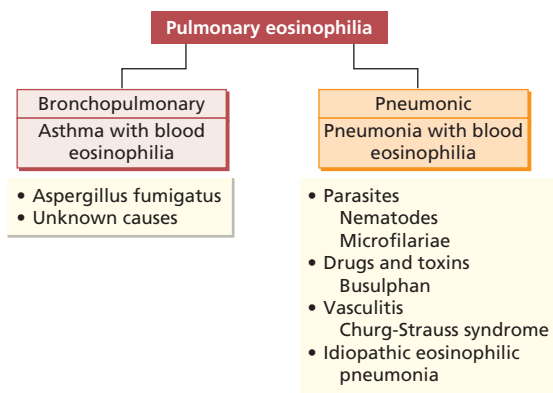 Pulmonary eosinophilia
Bronchopulmonary
Asthma with blood
eosinophilia
• Aspergillus fumigatus
• Unknown causes
Pneumonic
Pneumonia with blood
eosinophilia
• Parasites
Nematodes
Microfilariae
• Drugs and toxins
Busulphan
• Vasculitis
Churg-Strauss syndrome
• Idiopathic eosinophilic
pneumonia